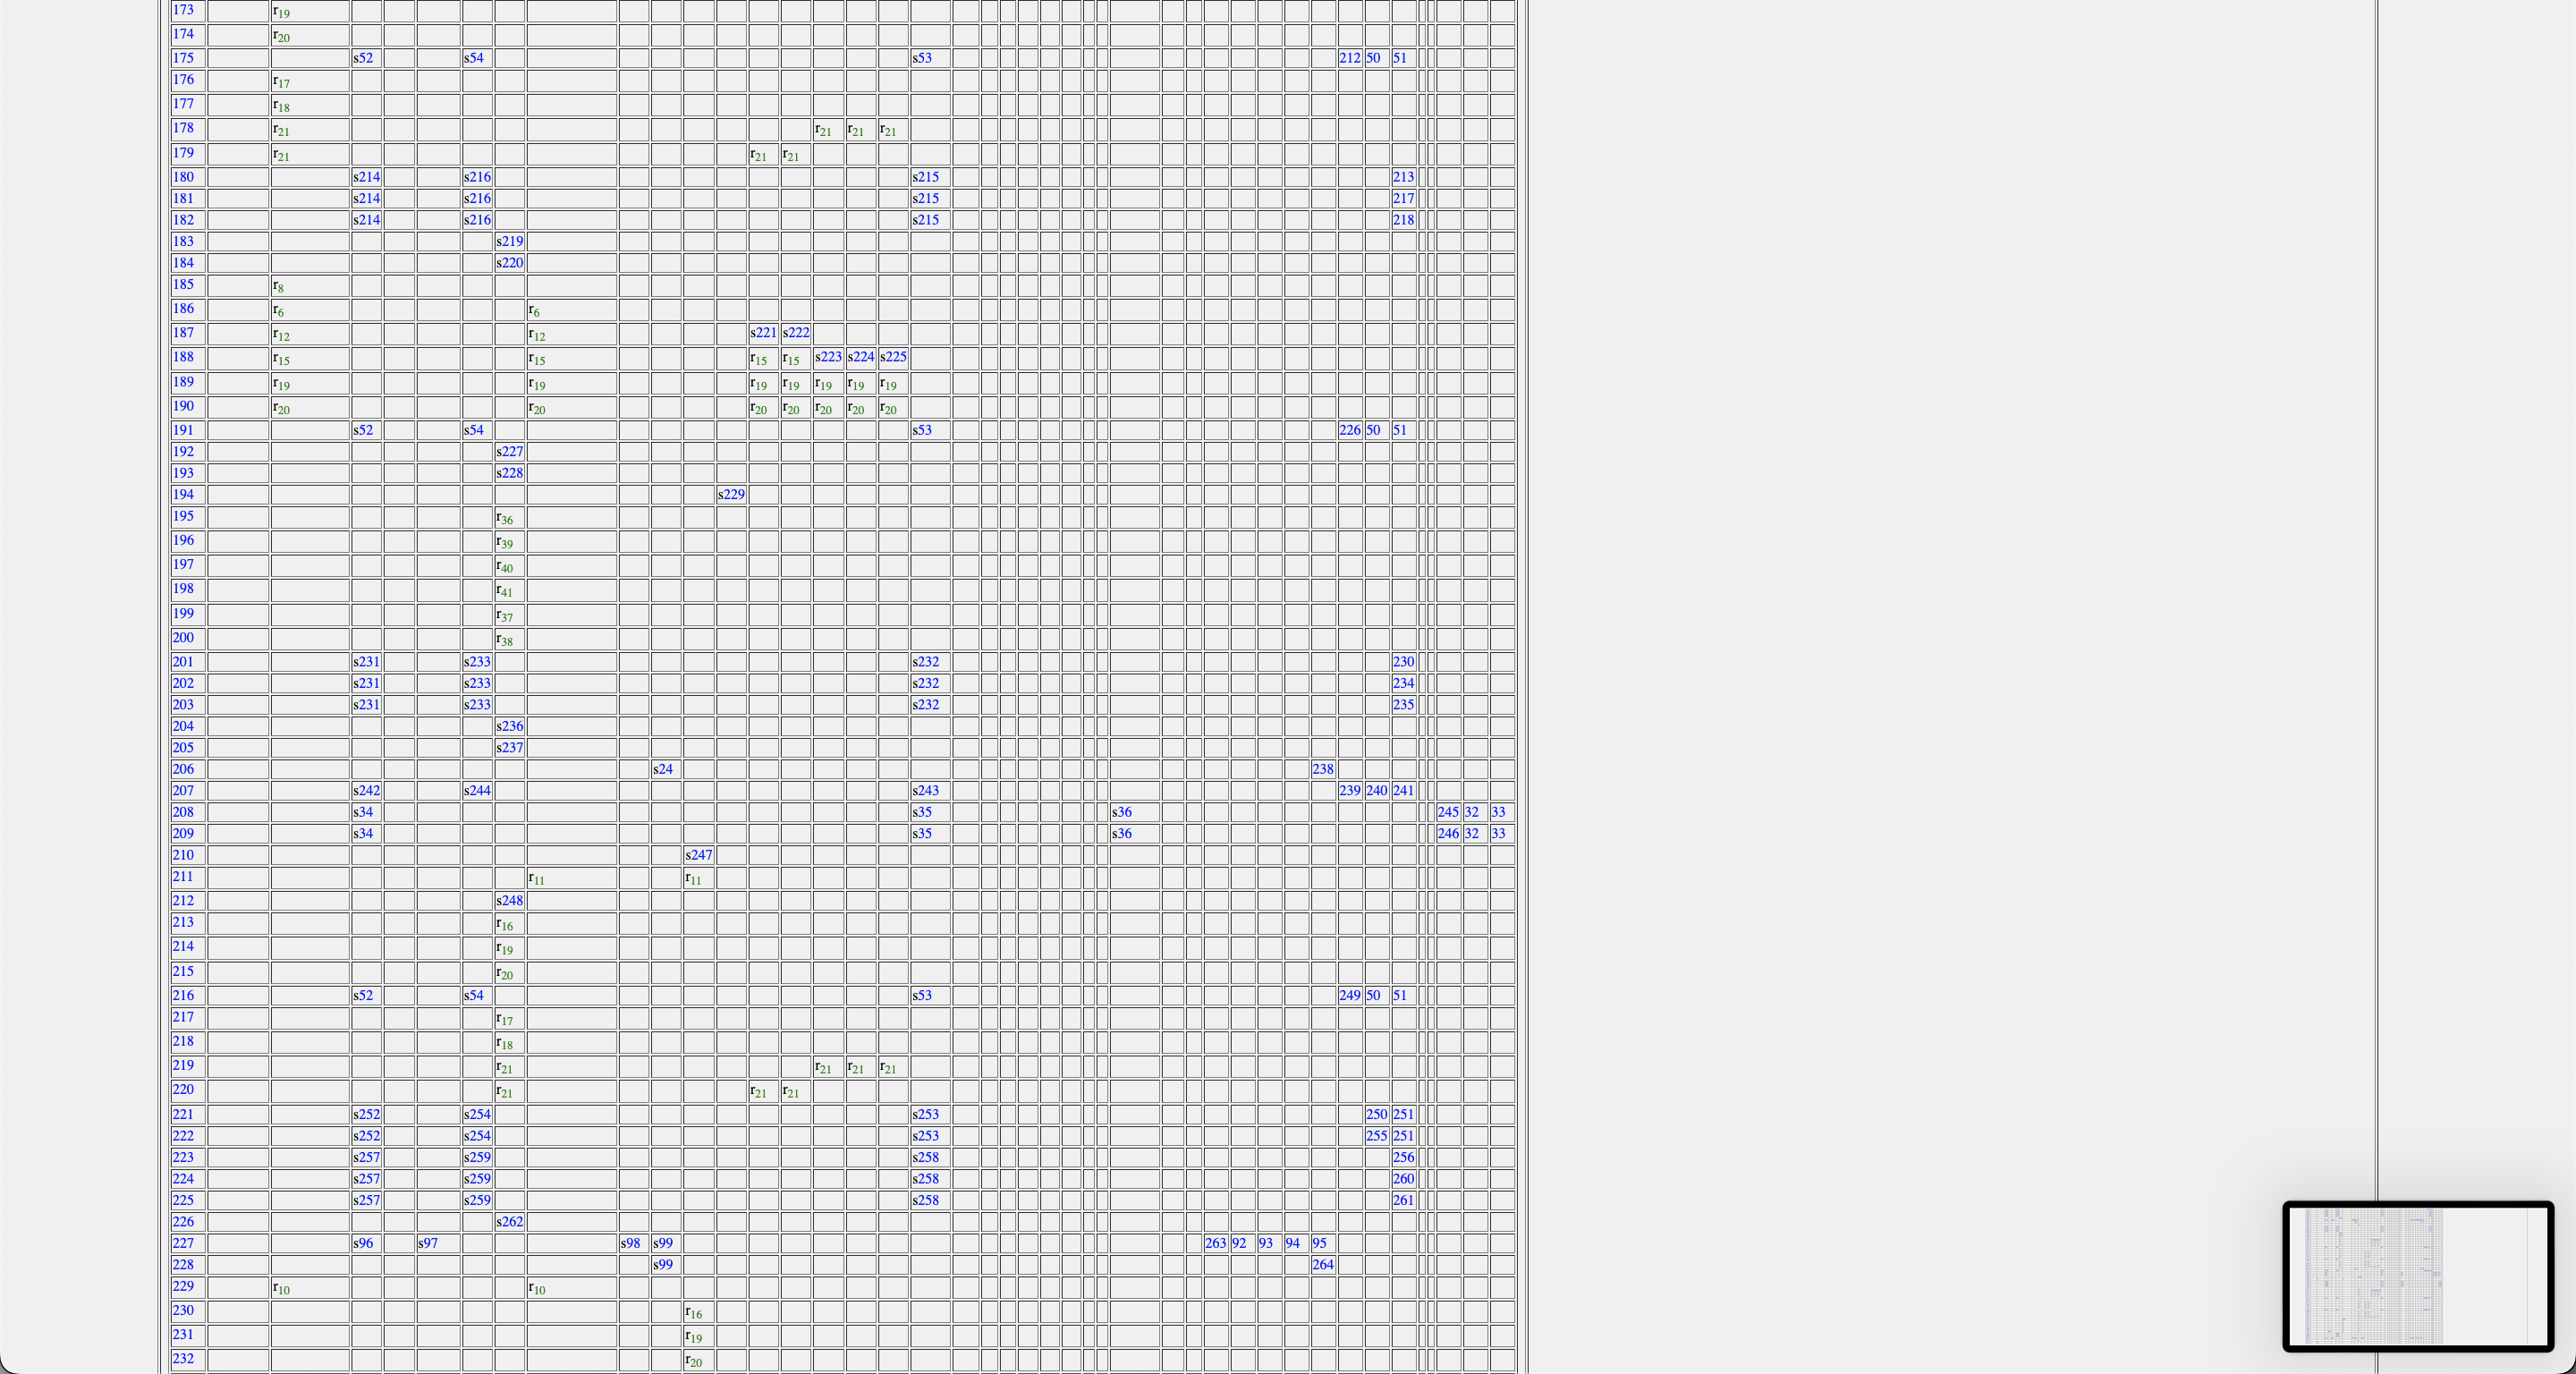 173 r19
174 r20
175 s52 s54 s53 212 50 51
176 r17
177 r18
178 r21 r21 r21 r21
179 r21 r21 r21
180 s214 s216 s215 213
181 s214 s216 s215 217
182 s214 s216 s215 218
183 s219
184 s220
185 r8
186 r6 r6
187 r12 r12 s221 s222
188 r15 r15 r15 r15 s223 s224 s225
189 r19 r19 r19 r19 r19 r19 r19
190 r20 r20 r20 r20 r20 r20 r20
191 s52 s54 s53 226 50 51
192 s227
193 s228
194 s229
195 r36
196 r39
197 r40
198 r41
199 r37
200 r38
201 s231 s233 s232 230
202 s231 s233 s232 234
203 s231 s233 s232 235
204 s236
205 s237
206 s24 238
207 s242 s244 s243 239 240 241
208 s34 s35 s36 245 32 33
209 s34 s35 s36 246 32 33
210 s247
211 r11 r11
212 s248
213 r16
214 r19
215 r20
216 s52 s54 s53 249 50 51
217 r17
218 r18
219 r21 r21 r21 r21
220 r21 r21 r21
221 s252 s254 s253 250 251
222 s252 s254 s253 255 251
223 s257 s259 s258 256
224 s257 s259 s258 260
225 s257 s259 s258 261
226 s262
227 s96 s97 s98 s99 263 92 93 94 95
228 s99 264
229 r10 r10
230 r16
231 r19
232 r20